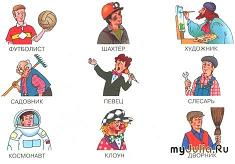 ФУТБОЛИСТ ШАХТЁР ХУДОЖНИК
САДОВНИК ПЕВЕЦ СЛЕСАРЬ
КОСМОНАВТ КЛОУН ДВОРНИК
myJulia.Ru